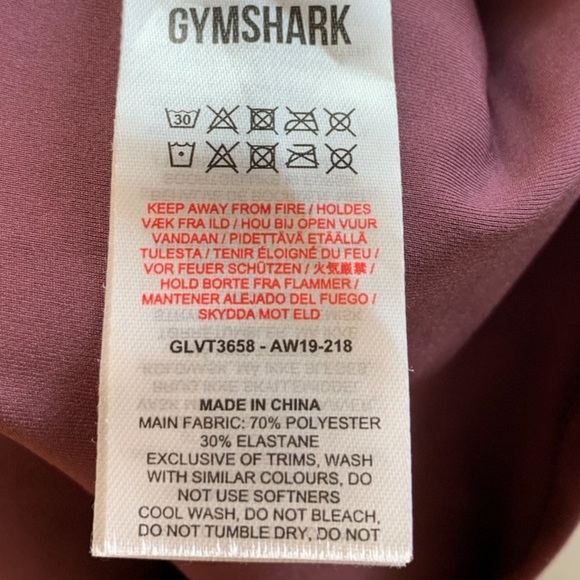 GYMSHARK
30
KEEP AWAY FROM FIRE / HOLDES
VÆK FRA ILD / HOU BIJ OPEN VUUR
VANDAAN / PIDETTÄVÄ ETÄÄLLÄ
TULESTA / TENIR ÉLOIGNÉ DU FEU /
VOR FEUER SCHÜTZEN / 火気厳禁 /
HOLD BORTE FRA FLAMMER /
MANTENER ALEJADO DEL FUEGO /
SKYDDA MOT ELD
GLVT3658 - AW19-218
MADE IN CHINA
MAIN FABRIC: 70% POLYESTER
30% ELASTANE
EXCLUSIVE OF TRIMS, WASH
WITH SIMILAR COLOURS, DO
NOT USE SOFTNERS
COOL WASH, DO NOT BLEACH,
DO NOT TUMBLE DRY, DO NOT